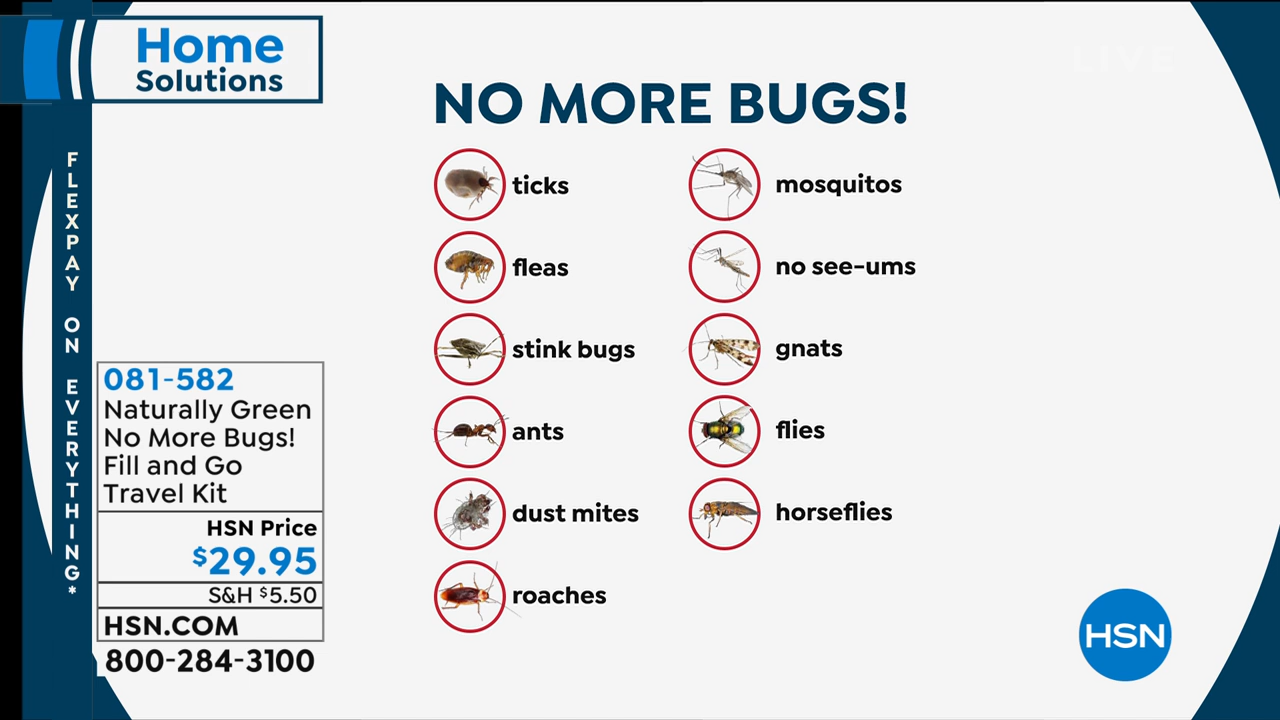 Home
Solutions
LIVE
NO MORE BUGS!
ticks
fleas
stink bugs
ants
dust mites
roaches
mosquitos
no see-ums
gnats
flies
horseflies
FLEXPAY ON EVERYTHING*
081-582
Naturally Green
No More Bugs!
Fill and Go
Travel Kit
HSN Price
$29.95
S&H $5.50
HSN.COM
800-284-3100
HSN